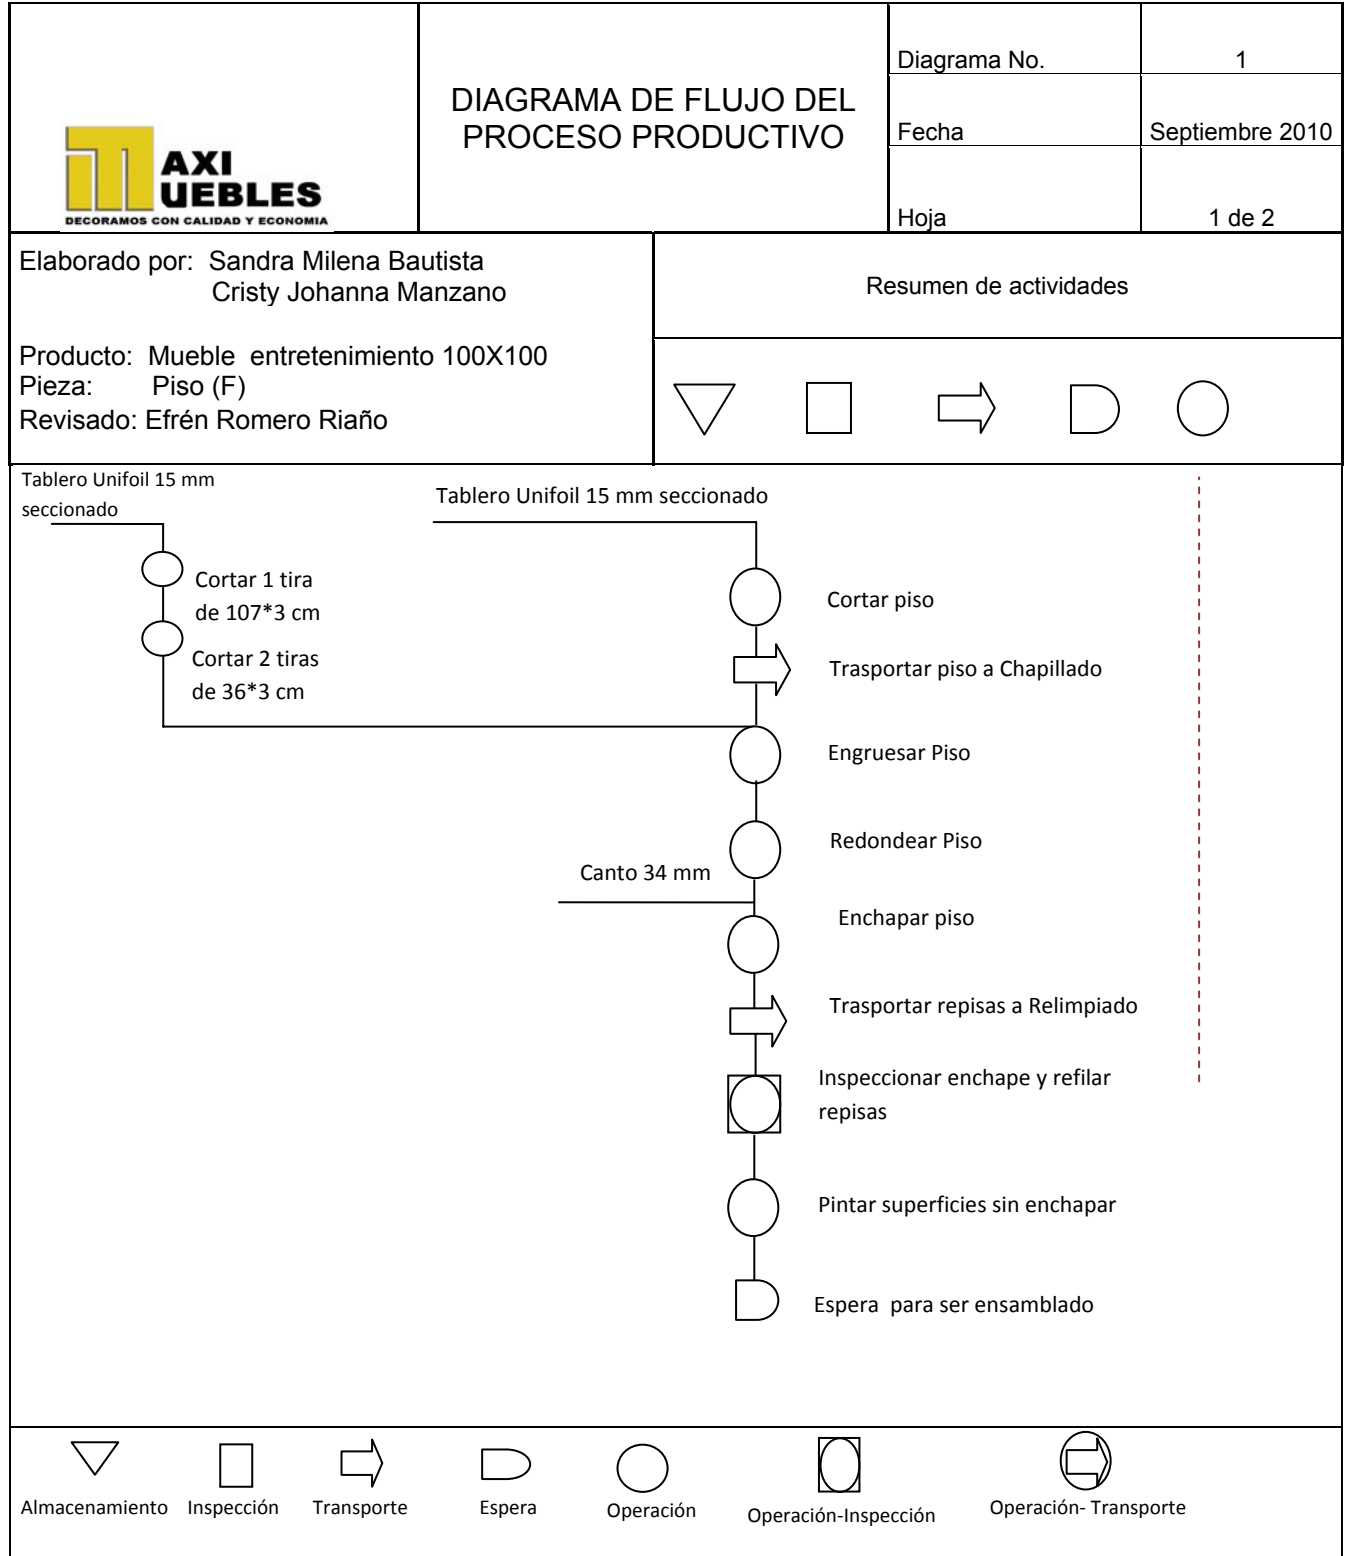 AXI
UEBLES
DECORAMOS CON CALIDAD Y ECONOMIA
DIAGRAMA DE FLUJO DEL
PROCESO PRODUCTIVO
Diagrama No. 1
Fecha Septiembre 2010
Hoja 1 de 2
Elaborado por: Sandra Milena Bautista
Cristy Johanna Manzano
Producto: Mueble entretenimiento 100X100
Pieza: Piso (F)
Revisado: Efrén Romero Riaño
Resumen de actividades
Tablero Unifoil 15 mm
seccionado
Cortar 1 tira
de 107*3 cm
Cortar 2 tiras
de 36*3 cm
Tablero Unifoil 15 mm seccionado
Cortar piso
Trasportar piso a Chapillado
Engruesar Piso
Redondear Piso
Canto 34 mm
Enchapar piso
Trasportar repisas a Relimpiado
Inspeccionar enchape y refilar
repisas
Pintar superficies sin enchapar
Espera para ser ensamblado
Almacenamiento
Inspección
Transporte
Espera
Operación
Operación-Inspección
Operación- Transporte